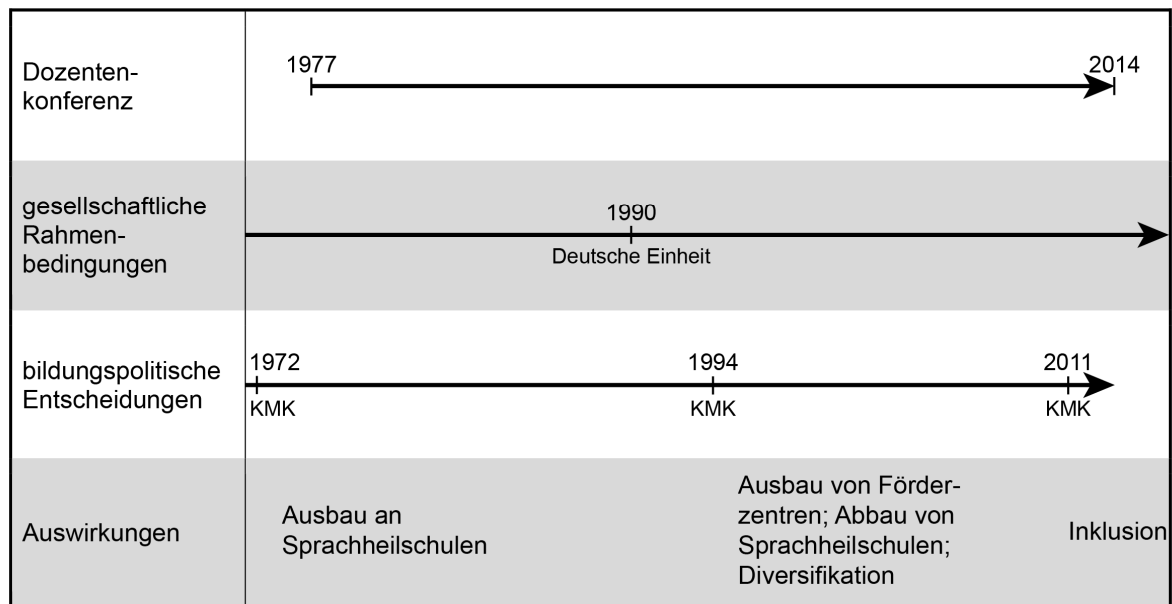 Dozenten-
konferenz
1977
2014
gesellschaftliche
Rahmen-
bedingungen
1990
Deutsche Einheit
bildungspolitische
Entscheidungen
1972
1994
2011
KMK
KMK
KMK
Auswirkungen
Ausbau an
Sprachheilschulen
Ausbau von Förder-
zentren; Abbau von
Sprachheilschulen;
Diversifikation
Inklusion